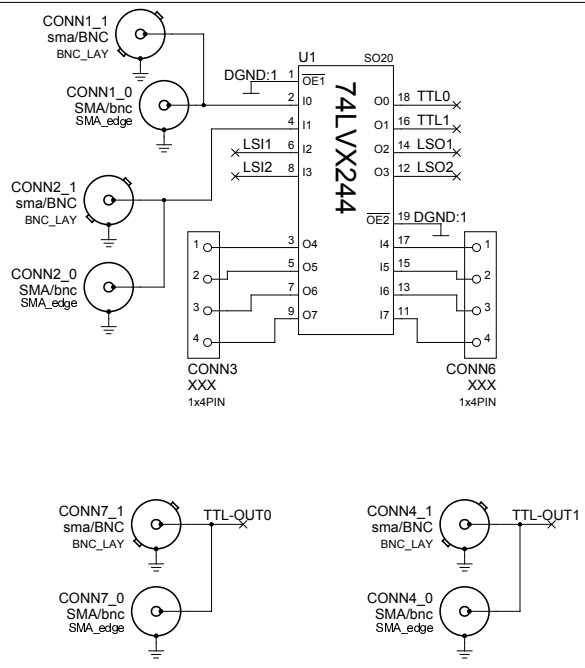 CONN1_1
sma/BNC
BNC_LAY
CONN1_0
SMA/bnc
SMA_edge
CONN2_1
sma/BNC
BNC_LAY
CONN2_0
SMA/bnc
SMA_edge
U1 SO20
74LVX244
DGND:1 1 OE1
2 I0 O0 18 TTL0
4 I1 O1 16 TTL1
LSI1 6 I2 O2 14 LSO1
LSI2 8 I3 O3 12 LSO2
OE2 19 DGND:1
1 3 O4 I4 17 1
2 5 O5 I5 15 2
3 7 O6 I6 13 3
4 9 O7 I7 11 4
CONN3
XXX
1x4PIN
CONN6
XXX
1x4PIN
CONN7_1
sma/BNC
BNC_LAY
TTL-OUT0
CONN7_0
SMA/bnc
SMA_edge
CONN4_1
sma/BNC
BNC_LAY
TTL-OUT1
CONN4_0
SMA/bnc
SMA_edge